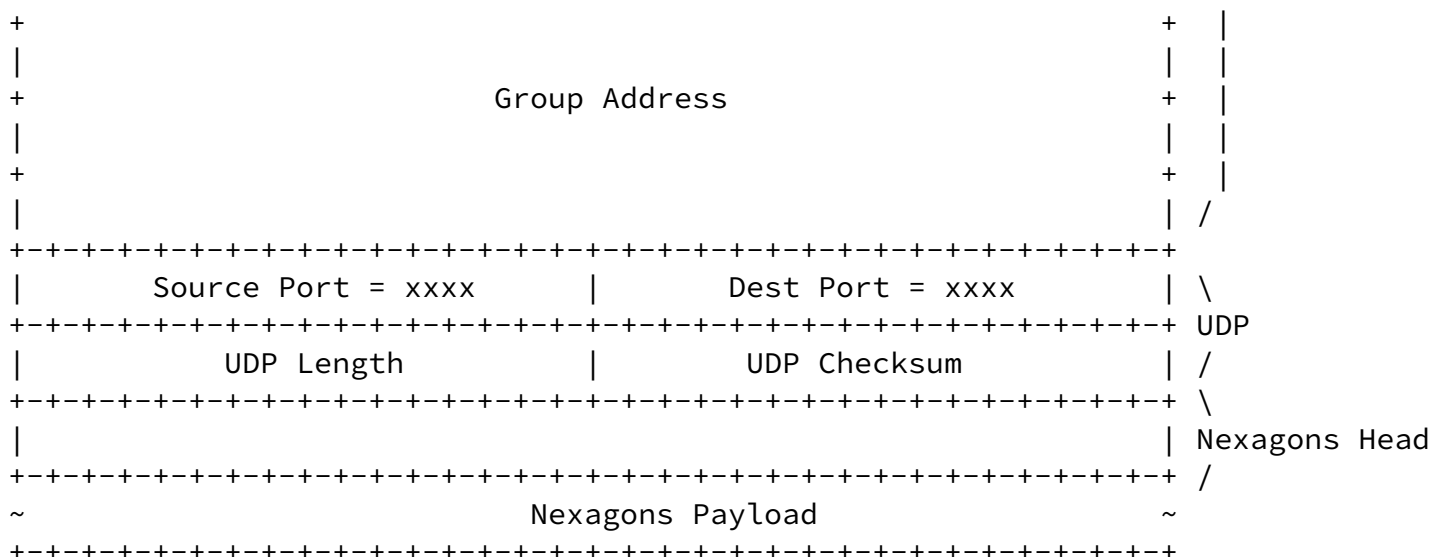 +                                                               +  |
|                                                               |  |
+                          Group Address                        +  |
|                                                               |  |
+                                                               +  |
|                                                               | /
+-+-+-+-+-+-+-+-+-+-+-+-+-+-+-+-+-+-+-+-+-+-+-+-+-+-+-+-+-+-+-+-+
|       Source Port = xxxx      |       Dest Port = xxxx        | \
+-+-+-+-+-+-+-+-+-+-+-+-+-+-+-+-+-+-+-+-+-+-+-+-+-+-+-+-+-+-+-+-+ UDP
|           UDP Length          |        UDP Checksum           | /
+-+-+-+-+-+-+-+-+-+-+-+-+-+-+-+-+-+-+-+-+-+-+-+-+-+-+-+-+-+-+-+-+ \
|                                                               | Nexagons Head
+-+-+-+-+-+-+-+-+-+-+-+-+-+-+-+-+-+-+-+-+-+-+-+-+-+-+-+-+-+-+-+-+ /
~                            Nexagons Payload                   ~
+-+-+-+-+-+-+-+-+-+-+-+-+-+-+-+-+-+-+-+-+-+-+-+-+-+-+-+-+-+-+-+-+